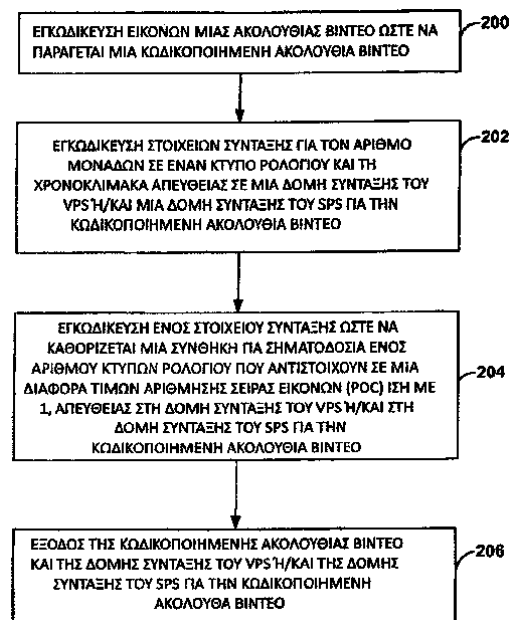 ΕΓΚΩΔΙΚΕΥΣΗ ΕΙΚΟΝΩΝ ΜΙΑΣ ΑΚΟΛΟΥΘΙΑΣ ΒΙΝΤΕΟ ΩΣΤΕ ΝΑ
ΠΑΡΑΓΕΤΑΙ ΜΙΑ ΚΩΔΙΚΟΠΟΙΗΜΕΝΗ ΑΚΟΛΟΥΘΙΑ ΒΙΝΤΕΟ
200
ΕΓΚΩΔΙΚΕΥΣΗ ΣΤΟΙΧΕΙΩΝ ΣΥΝΤΑΞΗΣ ΓΙΑ ΤΟΝ ΑΡΙΘΜΟ
ΜΟΝΑΔΩΝ ΣΕ ΕΝΑΝ ΚΤΥΠΟ ΡΟΛΟΓΙΟΥ ΚΑΙ ΤΗ
ΧΡΟΝΟΚΛΙΜΑΚΑ ΑΠΕΥΘΕΙΑΣ ΣΕ ΜΙΑ ΔΟΜΗ ΣΥΝΤΑΞΗΣ ΤΟΥ
VPS Ή/ΚΑΙ ΜΙΑ ΔΟΜΗ ΣΥΝΤΑΞΗΣ ΤΟΥ SPS ΓΙΑ ΤΗΝ
ΚΩΔΙΚΟΠΟΙΗΜΕΝΗ ΑΚΟΛΟΥΘΙΑ ΒΙΝΤΕΟ
202
ΕΓΚΩΔΙΚΕΥΣΗ ΕΝΟΣ ΣΤΟΙΧΕΙΟΥ ΣΥΝΤΑΞΗΣ ΩΣΤΕ ΝΑ
ΚΑΘΟΡΙΖΕΤΑΙ ΜΙΑ ΣΥΝΘΗΚΗ ΓΙΑ ΣΗΜΑΤΟΔΟΣΙΑ ΕΝΟΣ
ΑΡΙΘΜΟΥ ΚΤΥΠΩΝ ΡΟΛΟΓΙΟΥ ΠΟΥ ΑΝΤΙΣΤΟΙΧΟΥΝ ΣΕ ΜΙΑ
ΔΙΑΦΟΡΑ ΤΙΜΩΝ ΑΡΙΘΜΗΣΗΣ ΣΕΙΡΑΣ ΕΙΚΟΝΩΝ (POC) ΙΣΗ ΜΕ
1, ΑΠΕΥΘΕΙΑΣ ΣΤΗ ΔΟΜΗ ΣΥΝΤΑΞΗΣ ΤΟΥ VPS Ή/ΚΑΙ ΣΤΗ
ΔΟΜΗ ΣΥΝΤΑΞΗΣ ΤΟΥ SPS ΓΙΑ ΤΗΝ
ΚΩΔΙΚΟΠΟΙΗΜΕΝΗ ΑΚΟΛΟΥΘΙΑ ΒΙΝΤΕΟ
204
ΕΞΟΔΟΣ ΤΗΣ ΚΩΔΙΚΟΠΟΙΗΜΕΝΗΣ ΑΚΟΛΟΥΘΙΑΣ ΒΙΝΤΕΟ
ΚΑΙ ΤΗΣ ΔΟΜΗΣ ΣΥΝΤΑΞΗΣ ΤΟΥ VPS Ή/ΚΑΙ ΤΗΣ ΔΟΜΗΣ
ΣΥΝΤΑΞΗΣ ΤΟΥ SPS ΓΙΑ ΤΗΝ ΚΩΔΙΚΟΠΟΙΗΜΕΝΗ
ΑΚΟΛΟΥΘΑ ΒΙΝΤΕΟ
206